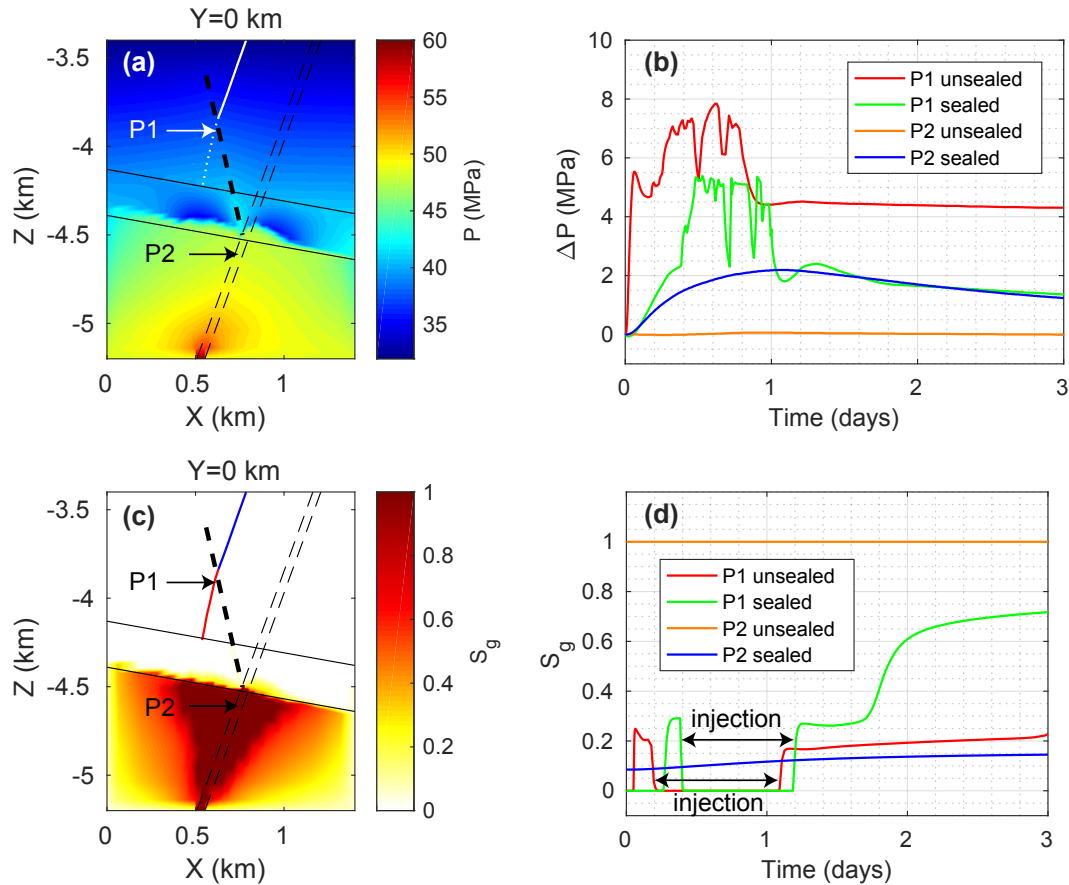 Y=0 km
(a)
P1
P2
-3.5
-4
-4.5
-5
Z (km)
0
0.5
1
X (km)
60
55
50
45
40
35
P (MPa)
(b)
P1 unsealed
P1 sealed
P2 unsealed
P2 sealed
10
8
6
4
2
0
Δ P (MPa)
0
1
2
3
Time (days)
Y=0 km
(c)
P1
P2
-3.5
-4
-4.5
-5
Z (km)
0
0.5
1
X (km)
1
0.8
0.6
0.4
0.2
0
Sg
(d)
P1 unsealed
P1 sealed
P2 unsealed
P2 sealed
injection
injection
1
0.8
0.6
0.4
0.2
0
Sg
0
1
2
3
Time (days)